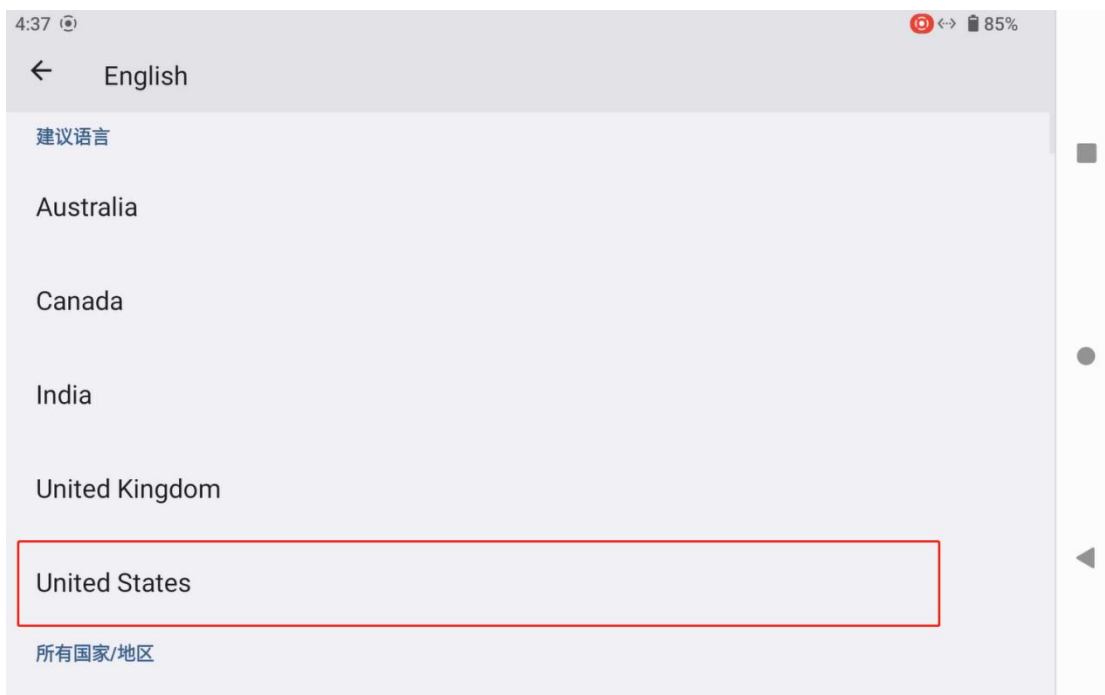 4:37 85%
English
建议语言
Australia
Canada
India
United Kingdom
United States
所有国家/地区